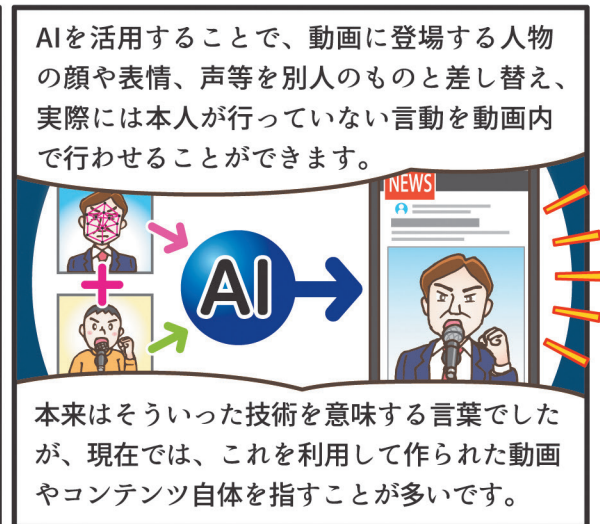 AIを活用することで、動画に登場する人物
の顔や表情、声等を別人のものと差し替え、
実際には本人が行っていない言動を動画内
で行わせることができます。
NEWS
AI
本来はそういった技術を意味する言葉でした
が、現在では、これを利用して作られた動画
やコンテンツ自体を指すことが多いです。